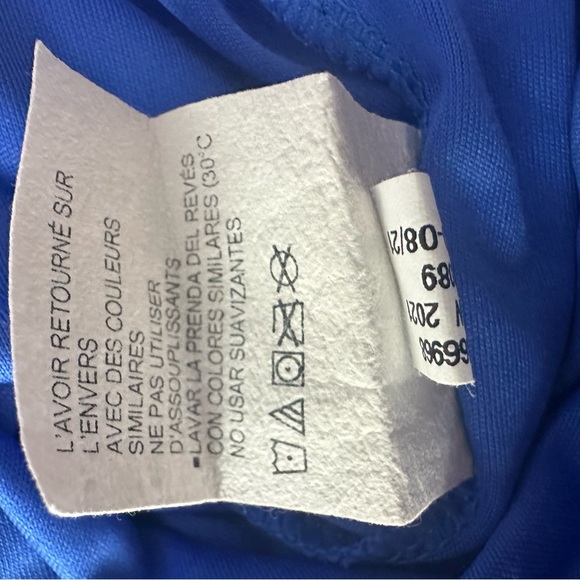 L'AVOIR RETOURNÉ SUR
L'ENVERS
AVEC DES COULEURS
SIMILAIRES
NE PAS UTILISER
D'ASSOUPLISSANTS
▪LAVAR LA PRENDA DEL REVÉS
CON COLORES SIMILARES (30°C
NO USAR SUAVIZANTES
-08/21
089
2021
66968